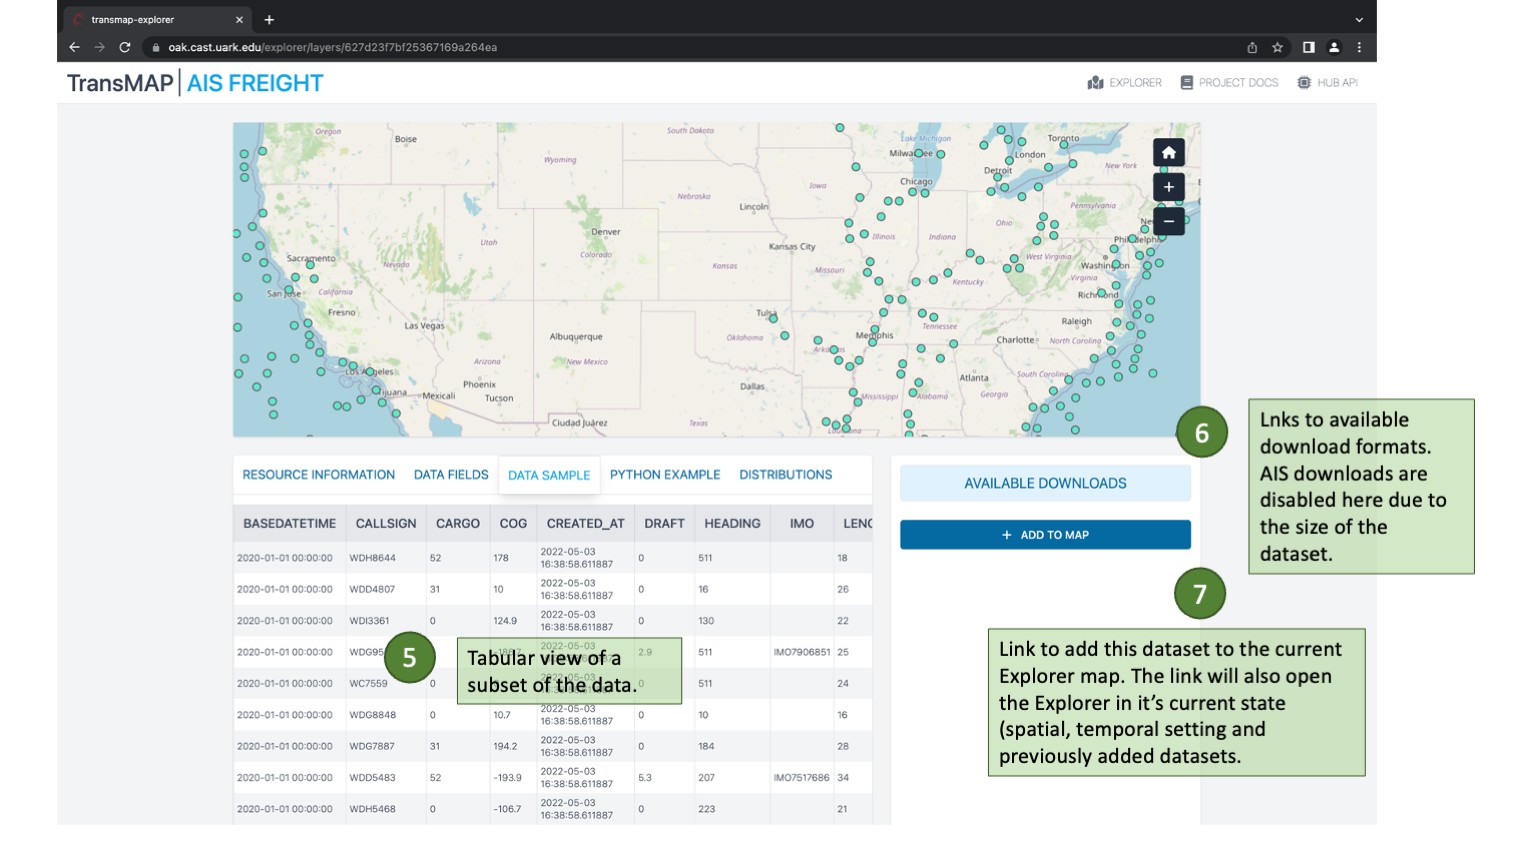 transmap-explorer
oak.cast.uark.edu/explorer/layers/627d23f7bf25367169a264ea
TransMAP | AIS FREIGHT
EXPLORER PROJECT DOCS HUB API
Oregon
Boise
Wyoming
South Dakota
Lake Michigan
Milwaukee
Toronto
London
Detroit
New York
Chicago
Iowa
Nebraska
Lincoln
Pennsylvania
Ohio
Denver
Colorado
Utah
Nevada
Sacramento
Kansas City
Illinois
Indiana
Philadelphia
Kansas
Missouri
West Virginia
Washington
Virginia
Kentucky
Richmond
San Jose
California
Fresno
Las Vegas
Tulsa
Raleigh
Tennessee
Albuquerque
Oklahoma
Memphis
Charlotte
North Carolina
Arkansas
Arizona
New Mexico
Los Angeles
Phoenix
Tijuana
Mexicali
Tucson
Dallas
Atlanta
South Carolina
Mississippi
Alabama
Georgia
Ciudad Juárez
Texas
Louisiana
6
Lnks to available
download formats.
AIS downloads are
disabled here due to
the size of the
dataset.
RESOURCE INFORMATION DATA FIELDS DATA SAMPLE PYTHON EXAMPLE DISTRIBUTIONS
AVAILABLE DOWNLOADS
+ ADD TO MAP
BASEDATETIME CALLSIGN CARGO COG CREATED_AT DRAFT HEADING IMO LENG
2020-01-01 00:00:00 WDH8644 52 178 2022-05-03 16:38:58.611887 0 511 18
2020-01-01 00:00:00 WDD4807 31 10 2022-05-03 16:38:58.611887 0 16 26
2020-01-01 00:00:00 WDI3361 0 124.9 2022-05-03 16:38:58.611887 0 130 22
2020-01-01 00:00:00 WDG95 2.9 511 IMO7906851 25
2020-01-01 00:00:00 WC7559 0 0 511 24
2020-01-01 00:00:00 WDG8848 0 10.7 2022-05-03 16:38:58.611887 0 10 16
2020-01-01 00:00:00 WDG7887 31 194.2 2022-05-03 16:38:58.611887 0 184 28
2020-01-01 00:00:00 WDD5483 52 -193.9 2022-05-03 16:38:58.611887 5.3 207 IMO7517686 34
2020-01-01 00:00:00 WDH5468 0 -106.7 2022-05-03 16:38:58.611887 0 223 21
5
Tabular view of a
subset of the data.
7
Link to add this dataset to the current
Explorer map. The link will also open
the Explorer in it's current state
(spatial, temporal setting and
previously added datasets.